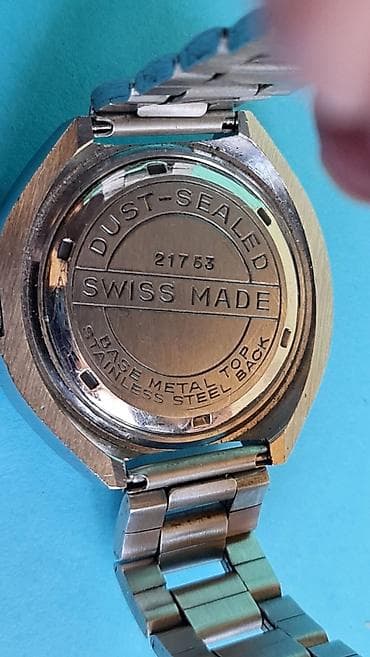 DUST-SEALED
21753
SWISS MADE
BASE METAL TOP
STAINLESS STEEL BACK